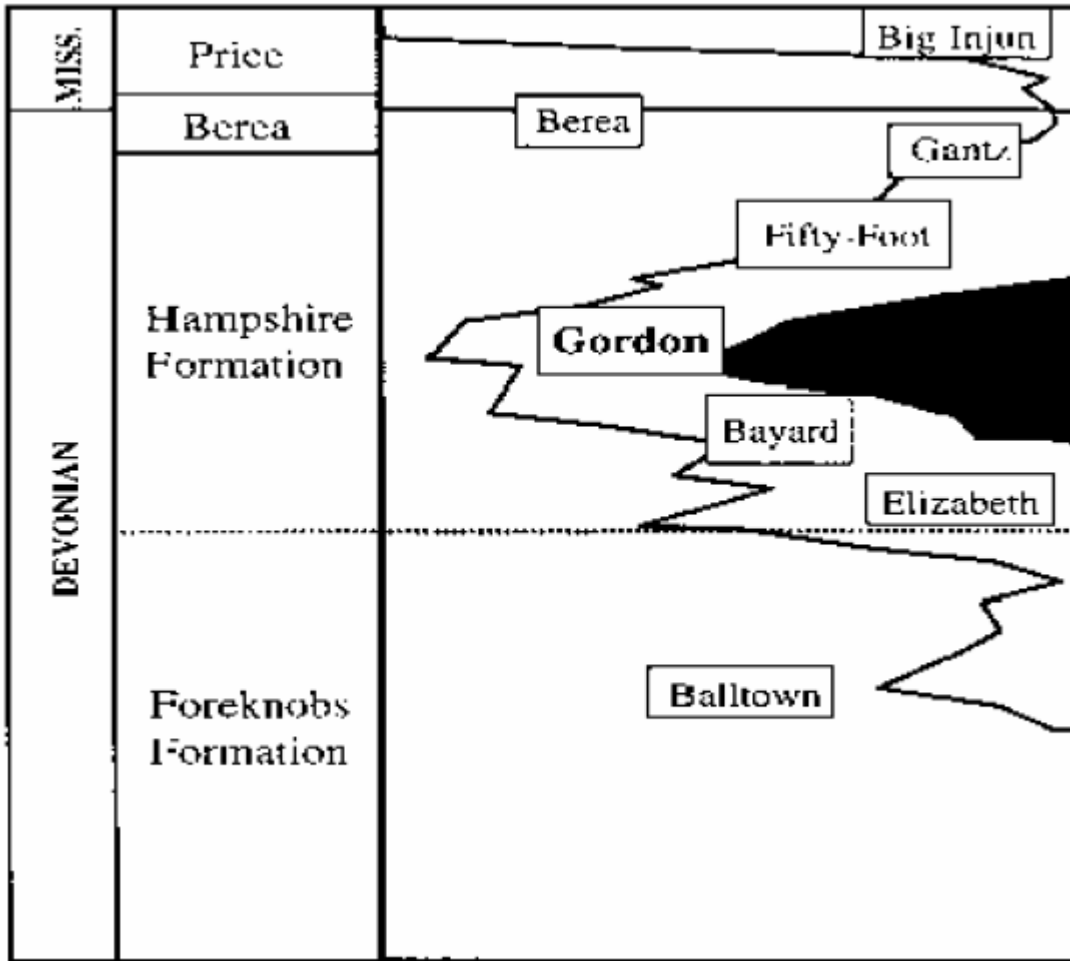 MISS.
Price
Big Injun
Berea
Berea
Gantz
Fifty-Foot
Hampshire
Formation
Gordon
Bayard
DEVONIAN
Elizabeth
Foreknobs
Formation
Balltown